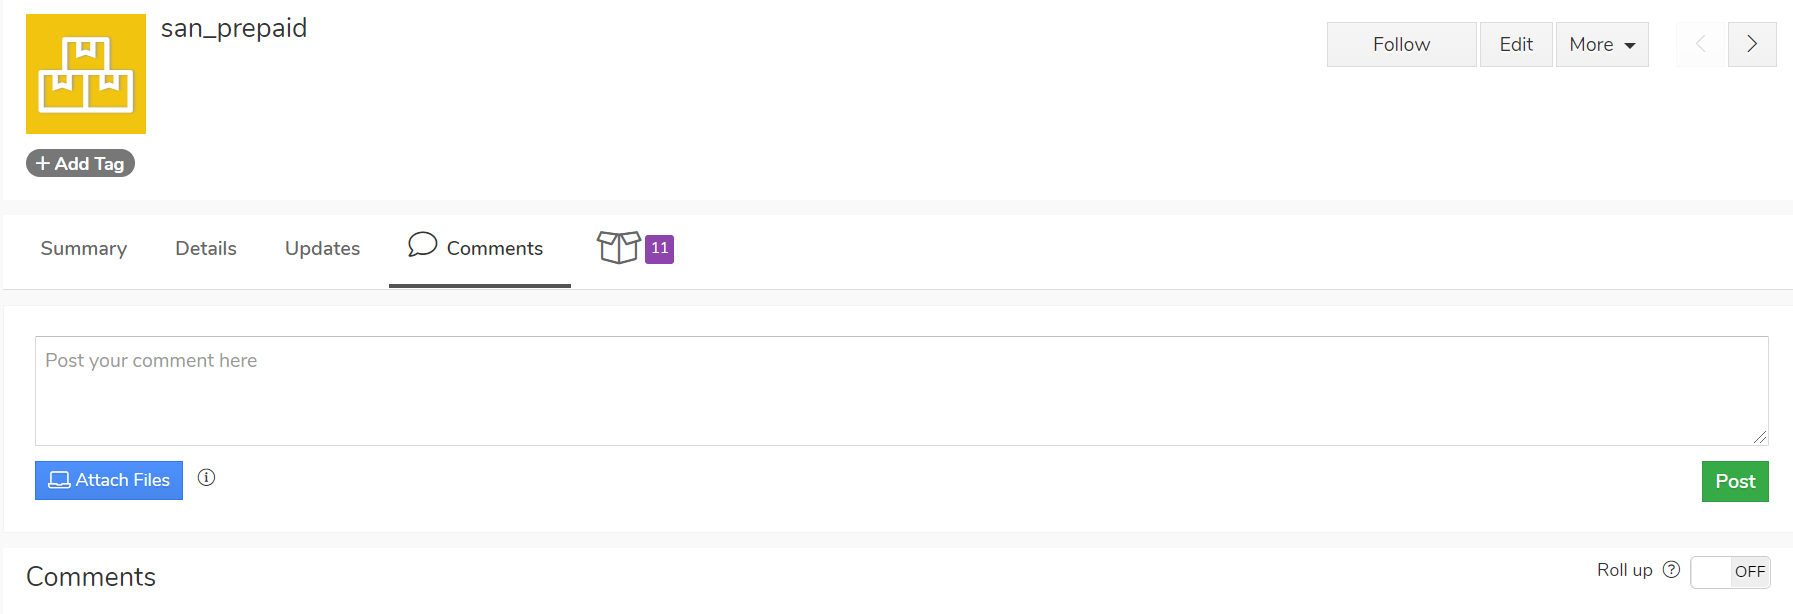 san_prepaid
Follow Edit More
+ Add Tag
Summary Details Updates Comments 11
Post your comment here
Attach Files
Post
Comments
Roll up OFF